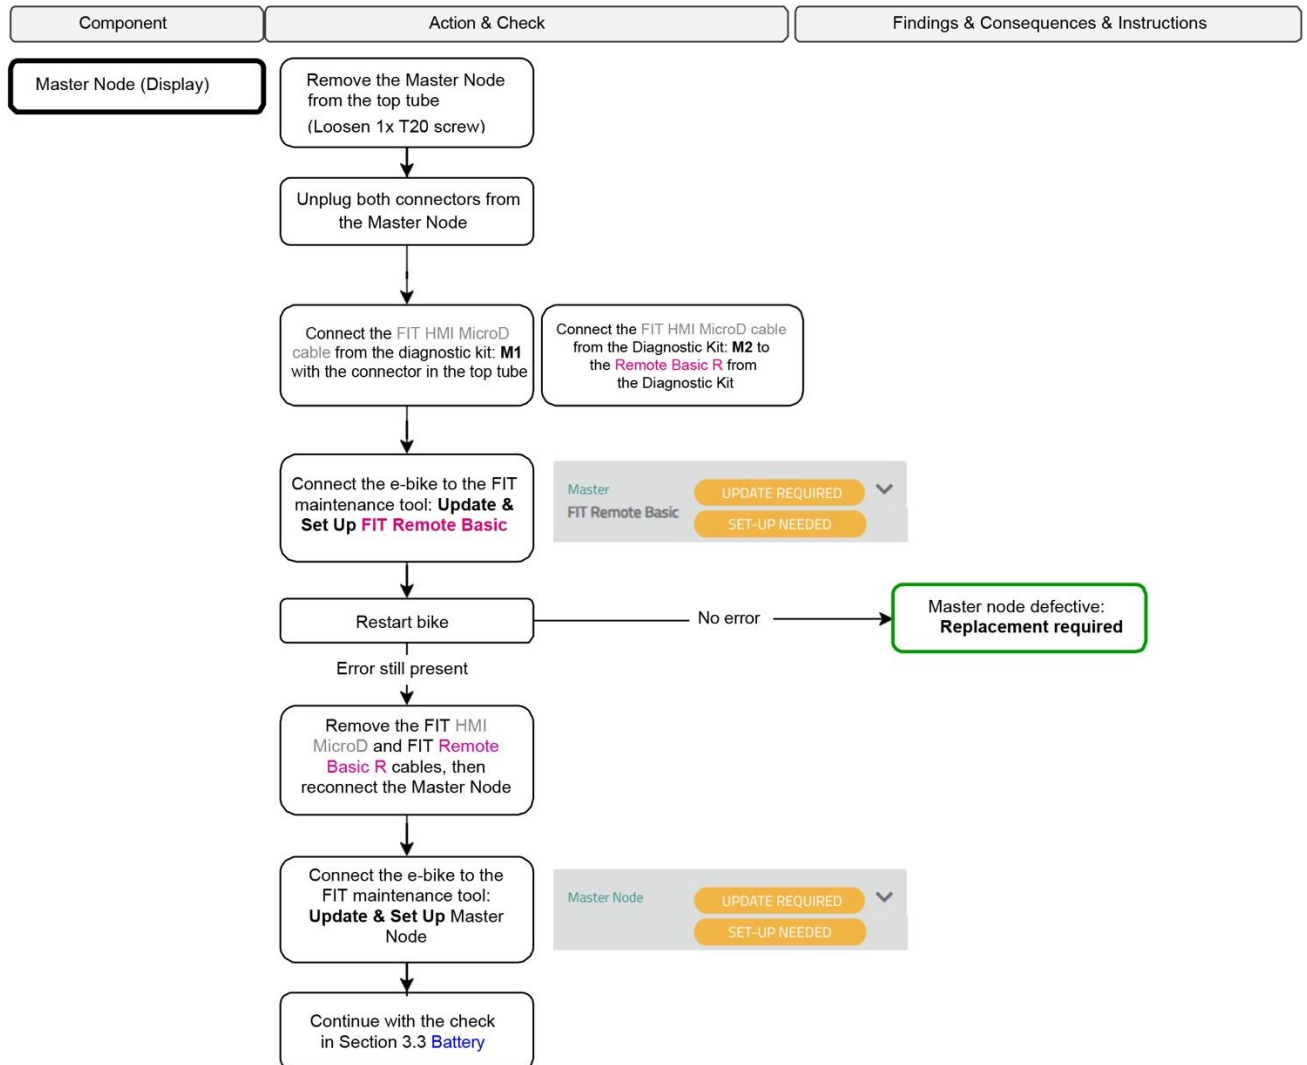 Component
Action & Check
Findings & Consequences & Instructions
Master Node (Display)
Remove the Master Node
from the top tube
(Loosen 1x T20 screw)
Unplug both connectors from
the Master Node
Connect the FIT HMI MicroD
cable from the diagnostic kit: M1
with the connector in the top tube
Connect the FIT HMI MicroD cable
from the Diagnostic Kit: M2 to
the Remote Basic R from
the Diagnostic Kit
Connect the e-bike to the FIT
maintenance tool: Update &
Set Up FIT Remote Basic
Master
FIT Remote Basic
UPDATE REQUIRED
SET-UP NEEDED
Restart bike
No error
Master node defective:
Replacement required
Error still present
Remove the FIT HMI
MicroD and FIT Remote
Basic R cables, then
reconnect the Master Node
Connect the e-bike to the
FIT maintenance tool:
Update & Set Up Master
Node
Master Node
UPDATE REQUIRED
SET-UP NEEDED
Continue with the check
in Section 3.3 Battery